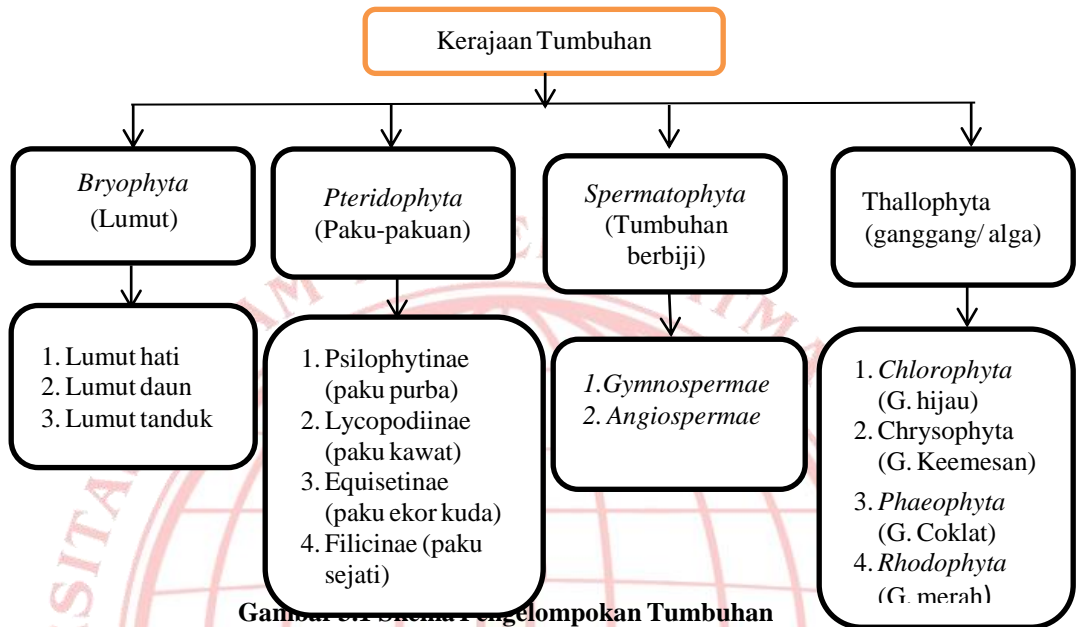 Kerajaan Tumbuhan
Bryophyta
(Lumut)
Pteridophyta
(Paku-pakuan)
Spermatophyta
(Tumbuhan
berbiji)
Thallophyta
(ganggang/ alga)
1. Lumut hati
2. Lumut daun
3. Lumut tanduk
1. Psilophytinae
(paku purba)
2. Lycopodiinae
(paku kawat)
3. Equisetinae
(paku ekor kuda)
4. Filicinae (paku
sejati)
1.Gymnospermae
2. Angiospermae
1. Chlorophyta
(G. hijau)
2. Chrysophyta
(G. Keemesan)
3. Phaeophyta
(G. Coklat)
4. Rhodophyta
(G. merah)
Gambar Pengelompokan Tumbuhan